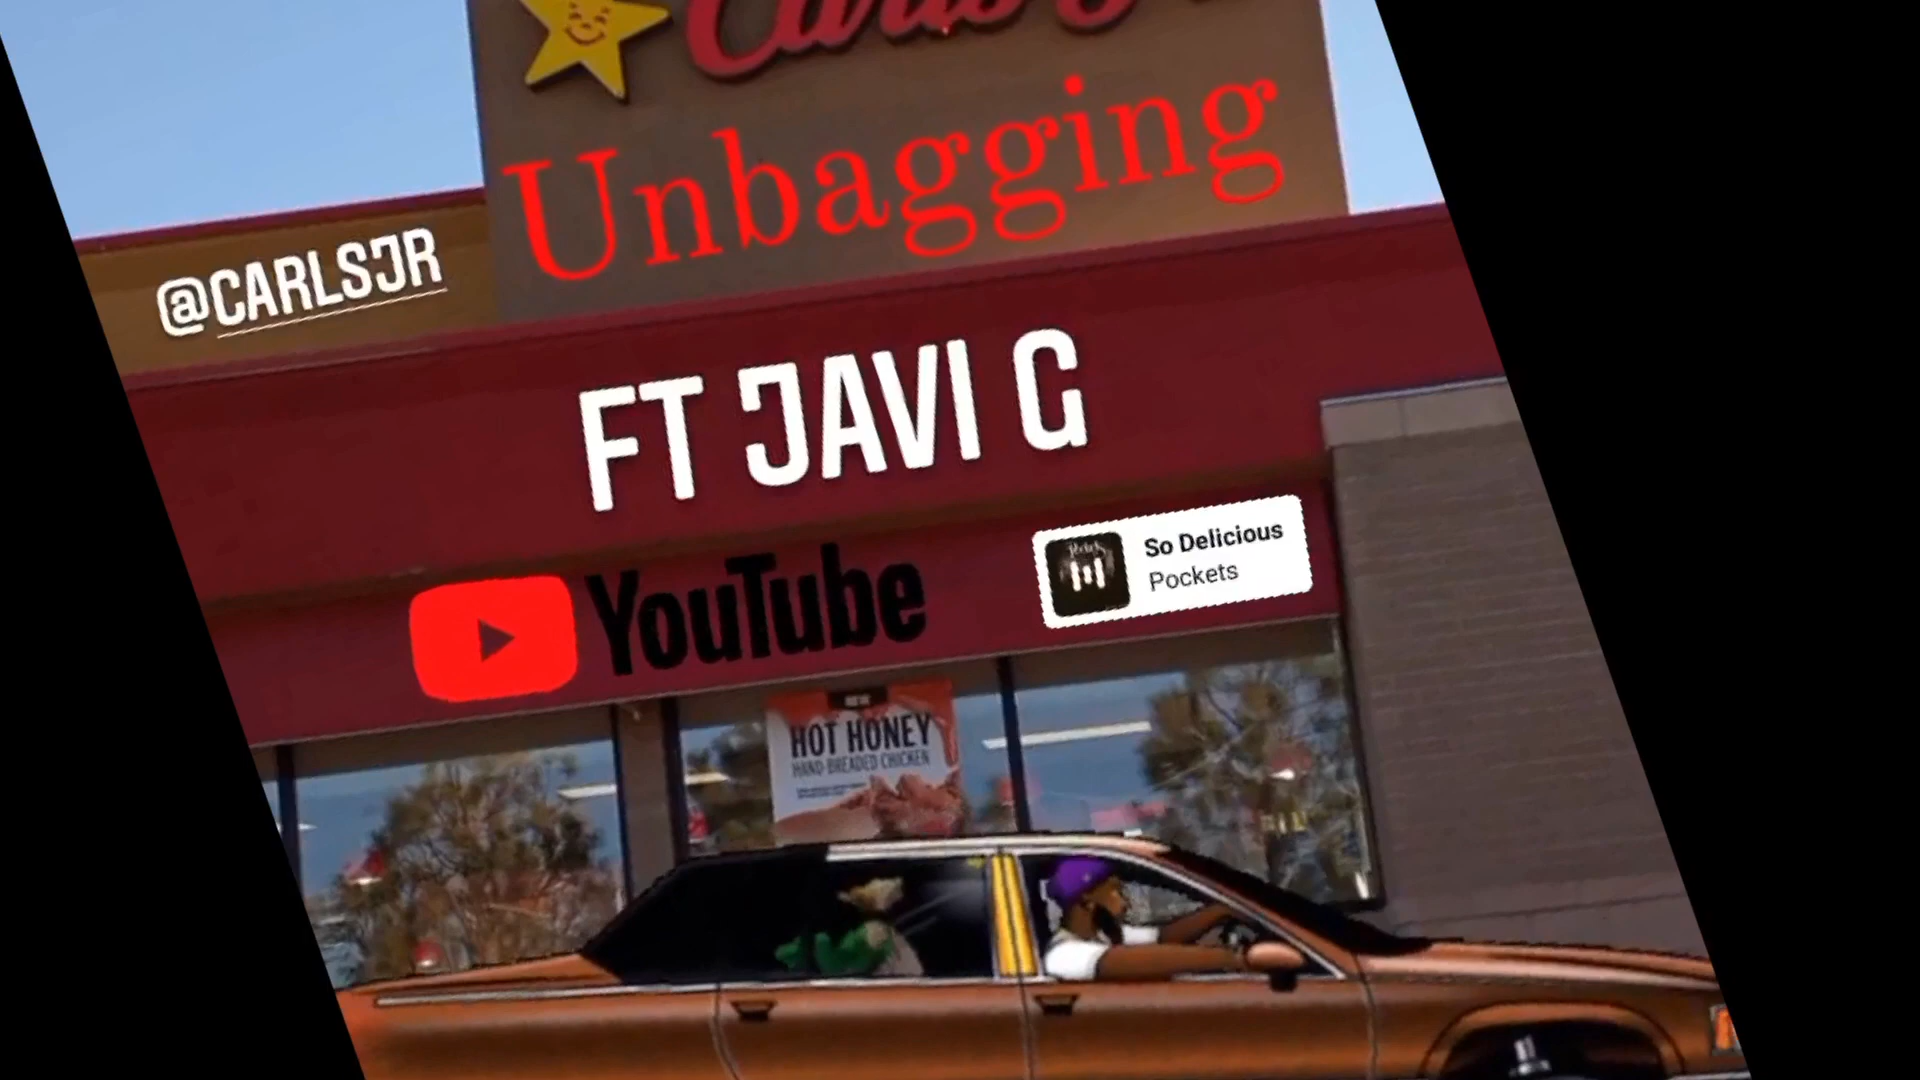 Unbagging
@CARLSJR
FT JAVI G
So Delicious
Pockets
YouTube
HOT HONEY
HAND-BREADED CHICKEN